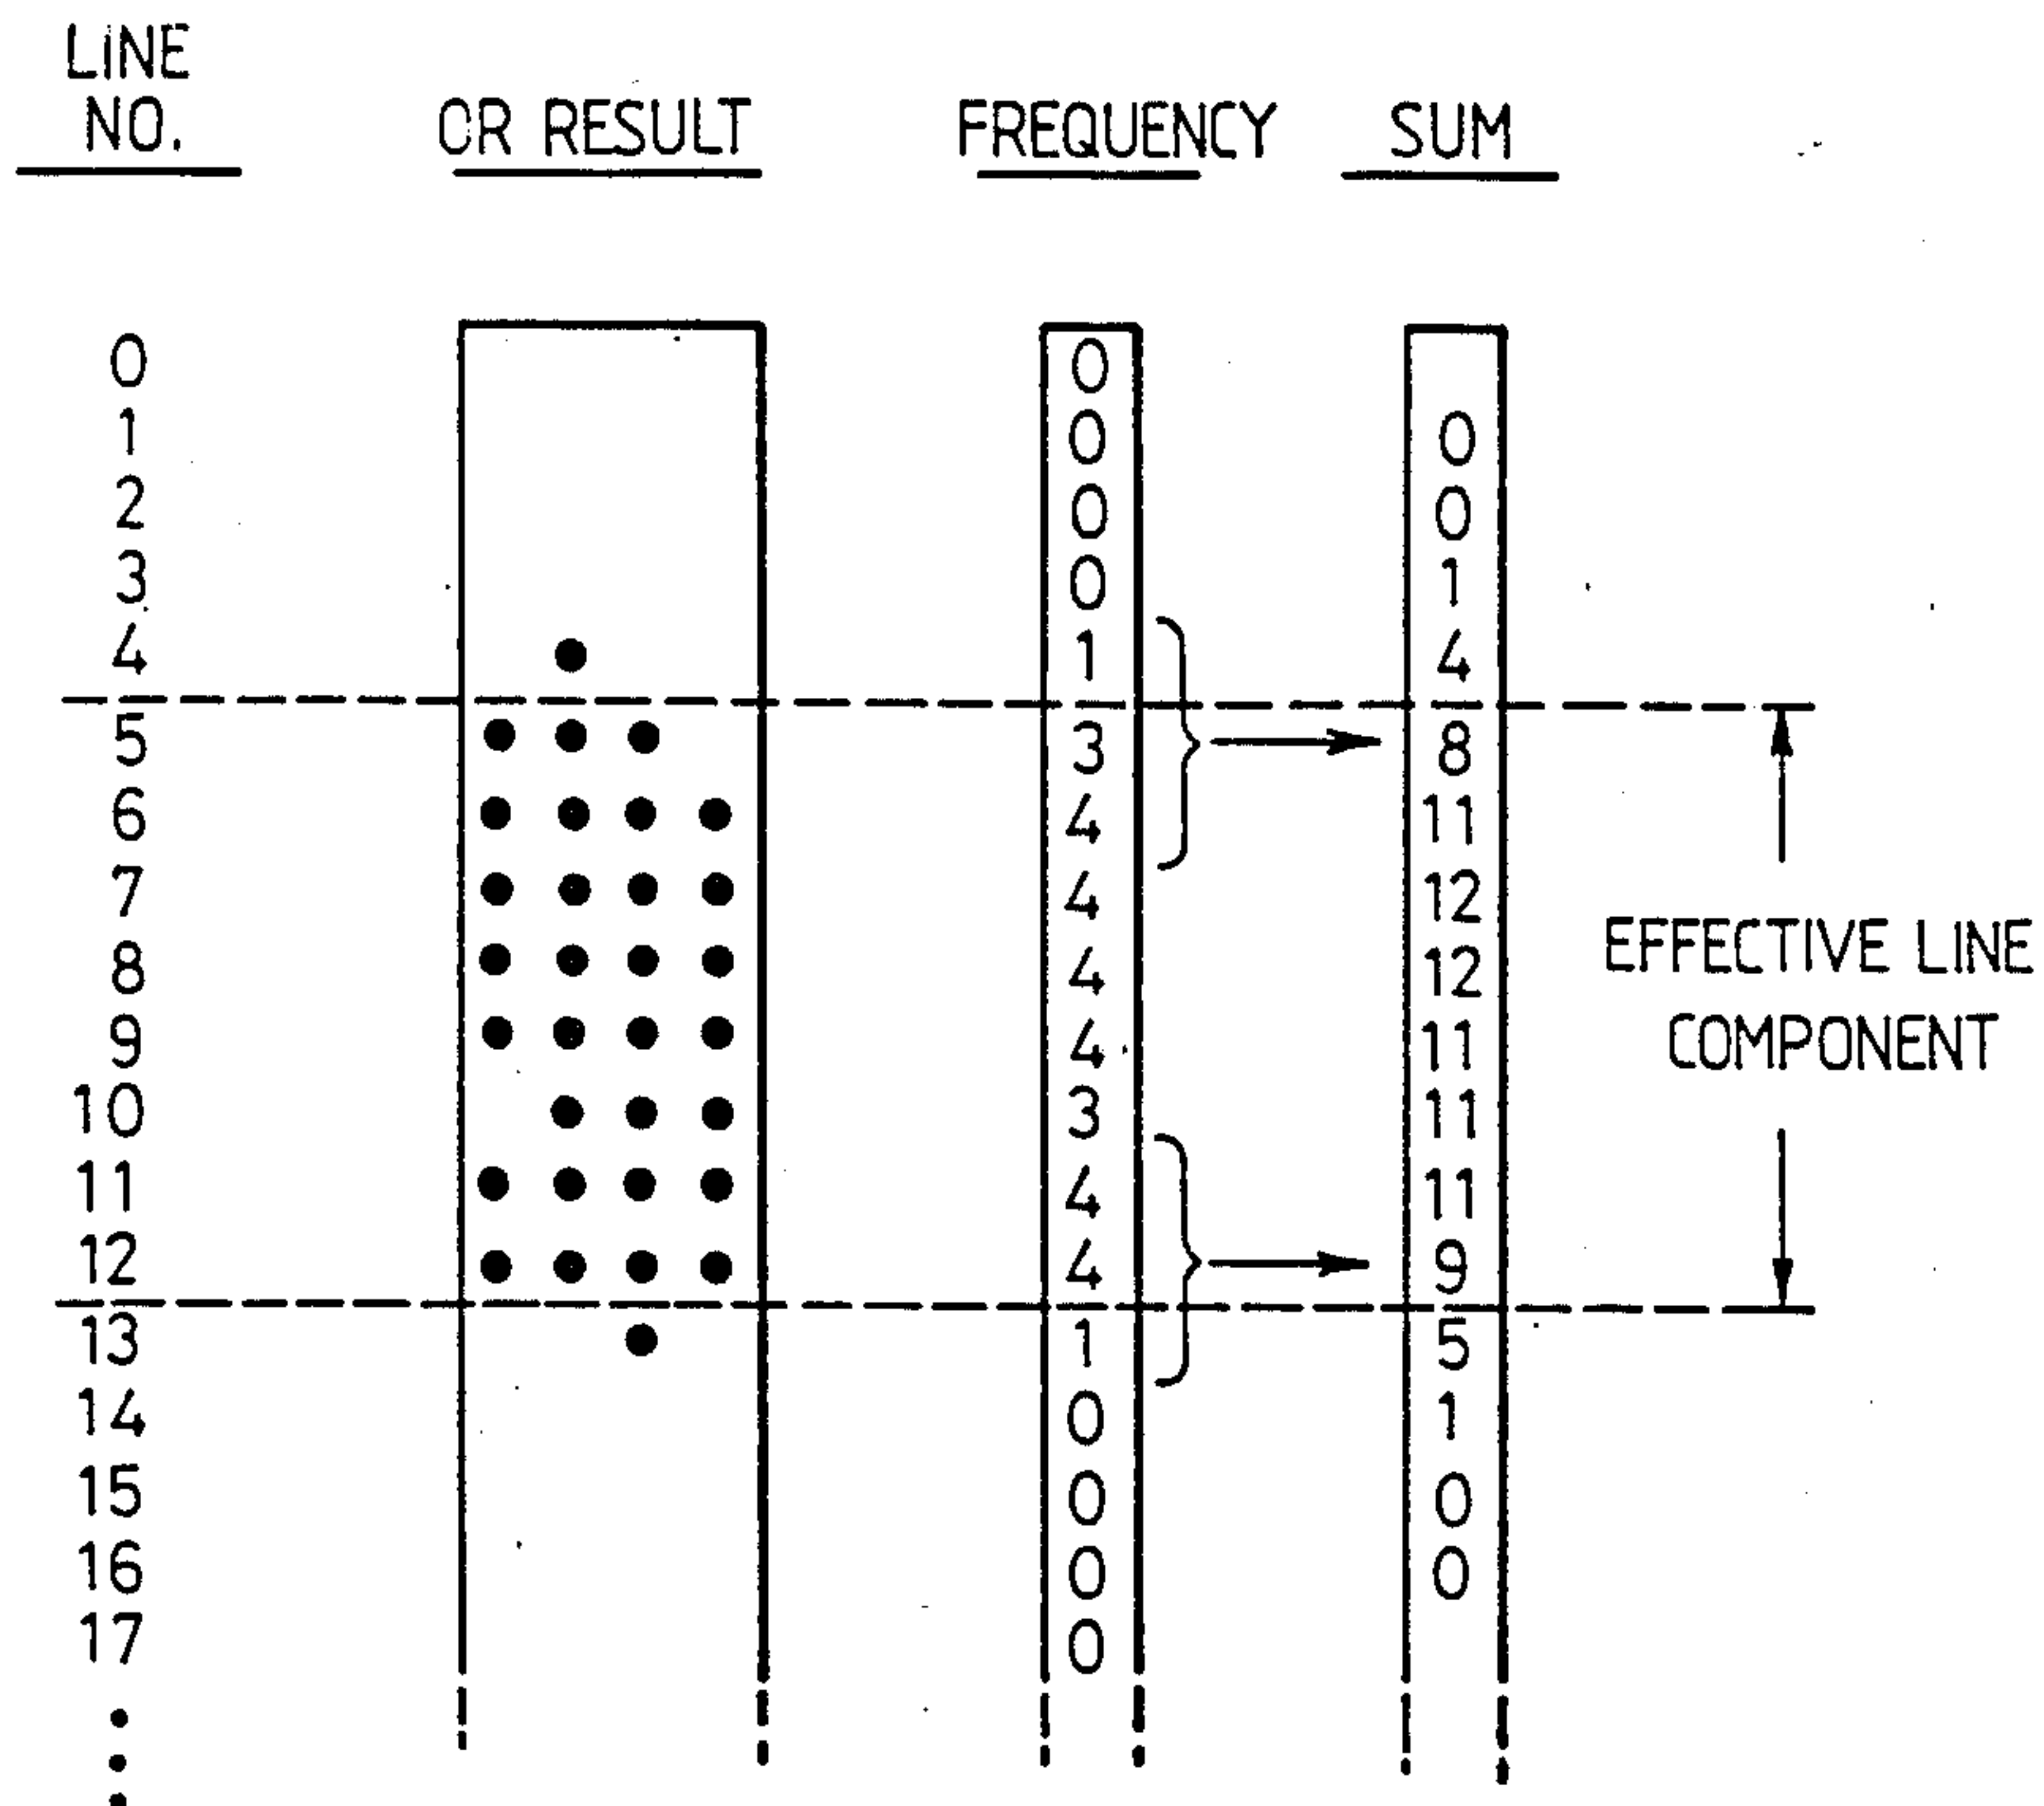 LINE
NO. OR RESULT FREQUENCY SUM
0 0
1 0 0
2 0 0
3 0 1
4 1 4
5 3 8
6 4 11
7 4 12
8 4 12
EFFECTIVE LINE
9 4 11
COMPONENT
10 3 11
11 4 11
12 4 9
13 1 5
14 0 1
15 0 0
16 0 0
17 0